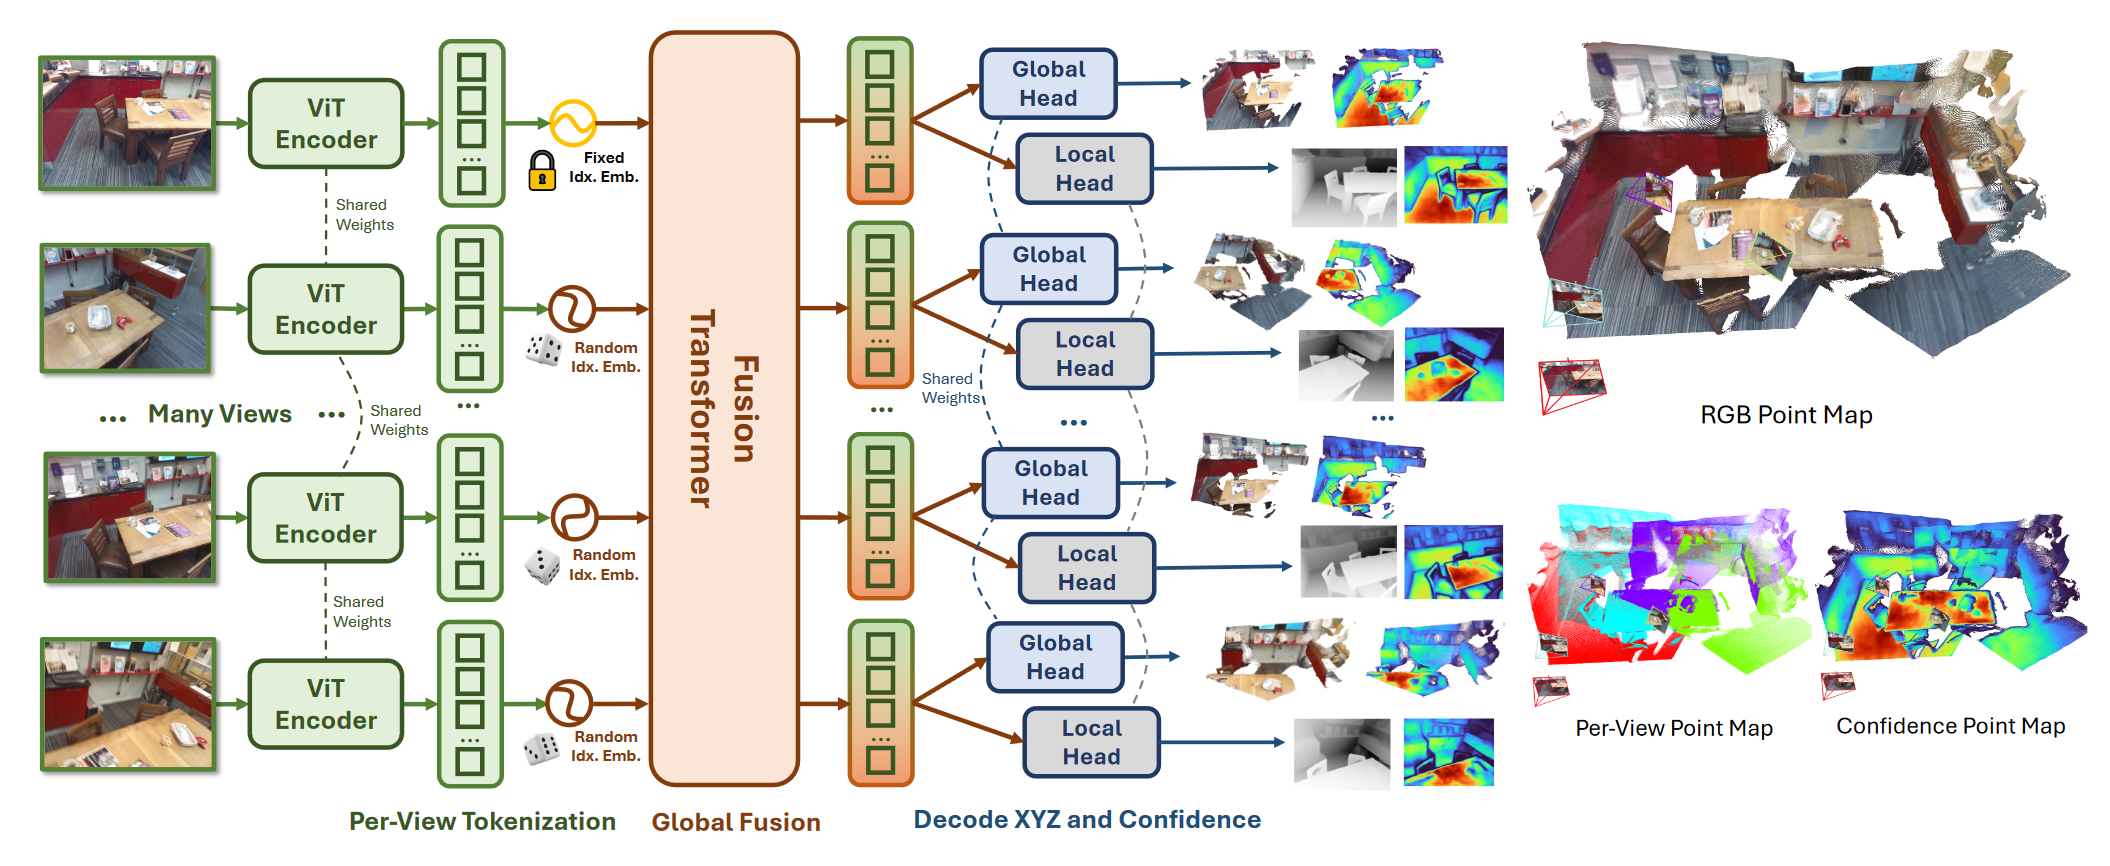 ViT
Encoder
Fixed
Idx. Emb.
Shared
Weights
ViT
Encoder
Random
Idx. Emb.
... Many Views ...
Shared
Weights
ViT
Encoder
Random
Idx. Emb.
Shared
Weights
ViT
Encoder
Random
Idx. Emb.
Per-View Tokenization
Fusion
Transformer
Global Fusion
Global
Head
Local
Head
Global
Head
Local
Head
Shared
Weights
...
Global
Head
Local
Head
Global
Head
Local
Head
Decode XYZ and Confidence
...
RGB Point Map
Per-View Point Map
Confidence Point Map